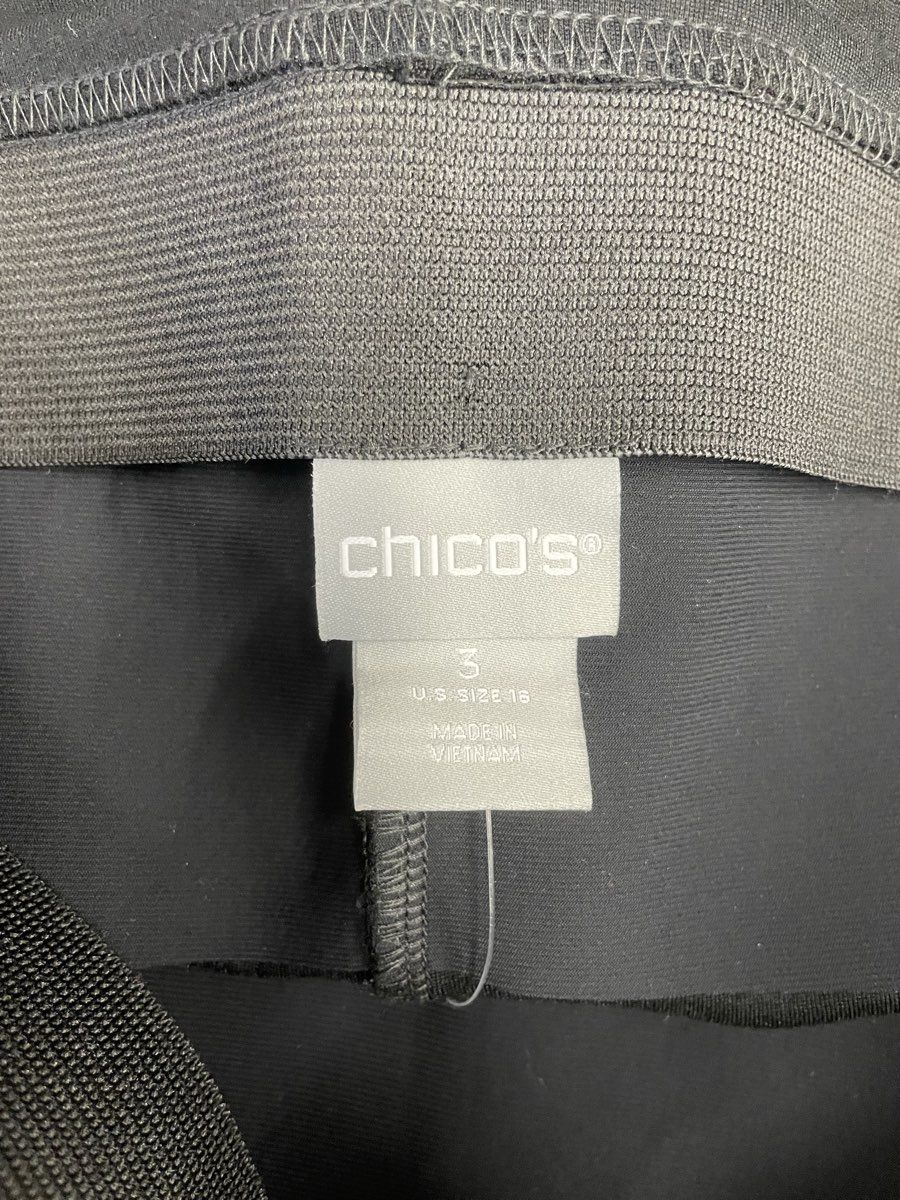 chico's®
3
U.S. SIZE 16
MADE IN
VIETNAM